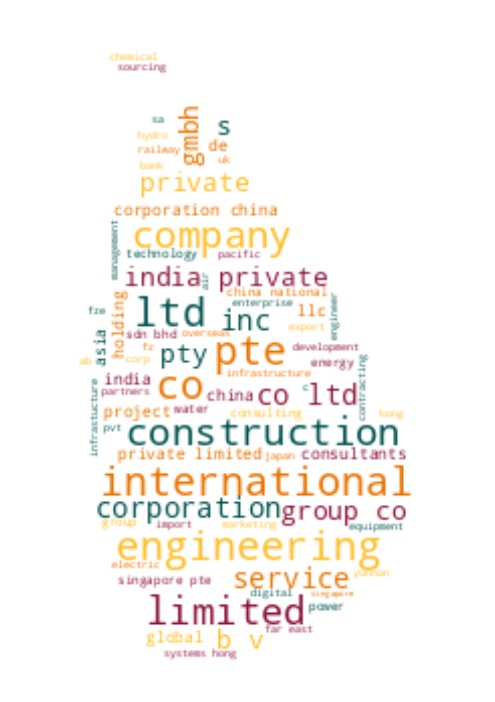 chemical
sourcing
sa
gmbh
s
hydro
railway
de
uk
bank
private
corporation china
management
company
technology
pacific
india private
air
china national
holding
enterprise
engineer
fze
ltd
inc
llc
export
asia
sdn bhd
overseas
fz
pty
pte
development
ab
corp
energy
infrastructure
india
contracting
infrastucture
partners
co
china
co ltd
c
project
water
consulting
kong
pvt
construction
private limited
japan
consultants
international
corporation
group co
group
import
marketing
equipment
engineering
electric
singapore pte
service
yunnan
digital
singapore
limited
power
far east
global
b v
systems hong